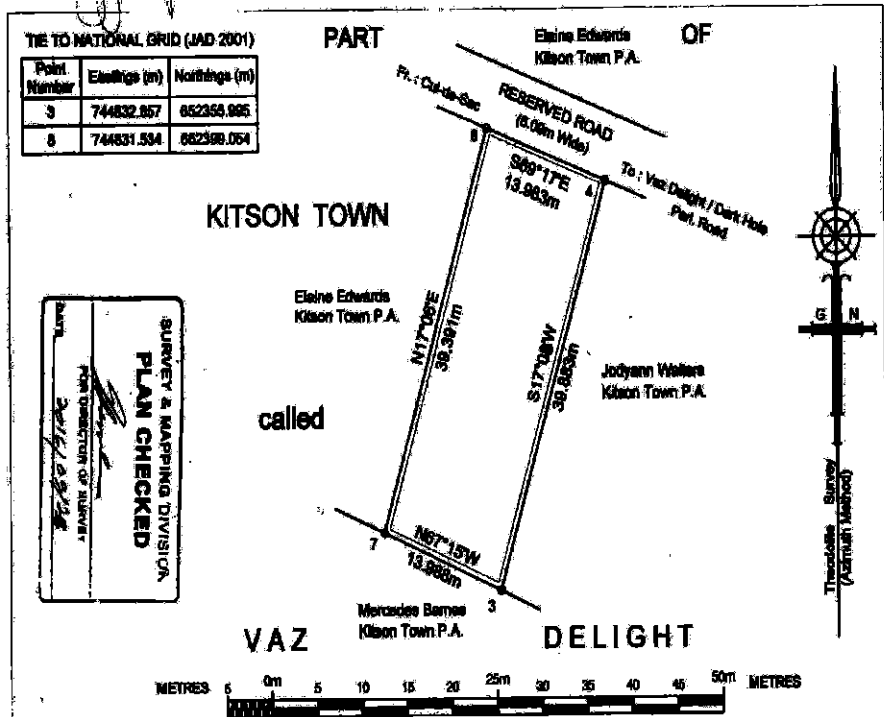 TIE TO NATIONAL GRID (JAD 2001)
Point Number Eastings (m) Northings (m)
3 744832.857 652356.995
8 744831.534 652399.054
PART OF
Elaine Edwards
Kitson Town P.A.
Fr. : Cul-de-Sac
RESERVED ROAD
(6.09m Wide)
To : Vaz Delight / Dark Hole
Part. Road
8
S69°17'E
13.983m
4
KITSON TOWN
Elaine Edwards
Kitson Town P.A.
N17°06'E
39.391m
S17°08'W
39.883m
Jodyann Walters
Kitson Town P.A.
called
G N
Theodolite Survey
(Azimuth Method)
SURVEY & MAPPING DIVISION
PLAN CHECKED
FOR DIRECTOR OF SURVEY
DATE
7
N67°15'W
13.988m
3
Mercedes Barnes
Kitson Town P.A.
VAZ DELIGHT
METRES 5 0m 5 10 15 20 25m 30 35 40 45 50m METRES